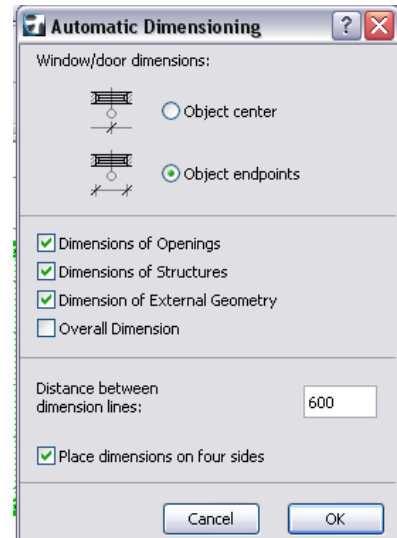 Automatic Dimensioning
Window/door dimensions:
Object center
Object endpoints
Dimensions of Openings
Dimensions of Structures
Dimension of External Geometry
Overall Dimension
Distance between
dimension lines:
600
Place dimensions on four sides
Cancel
OK